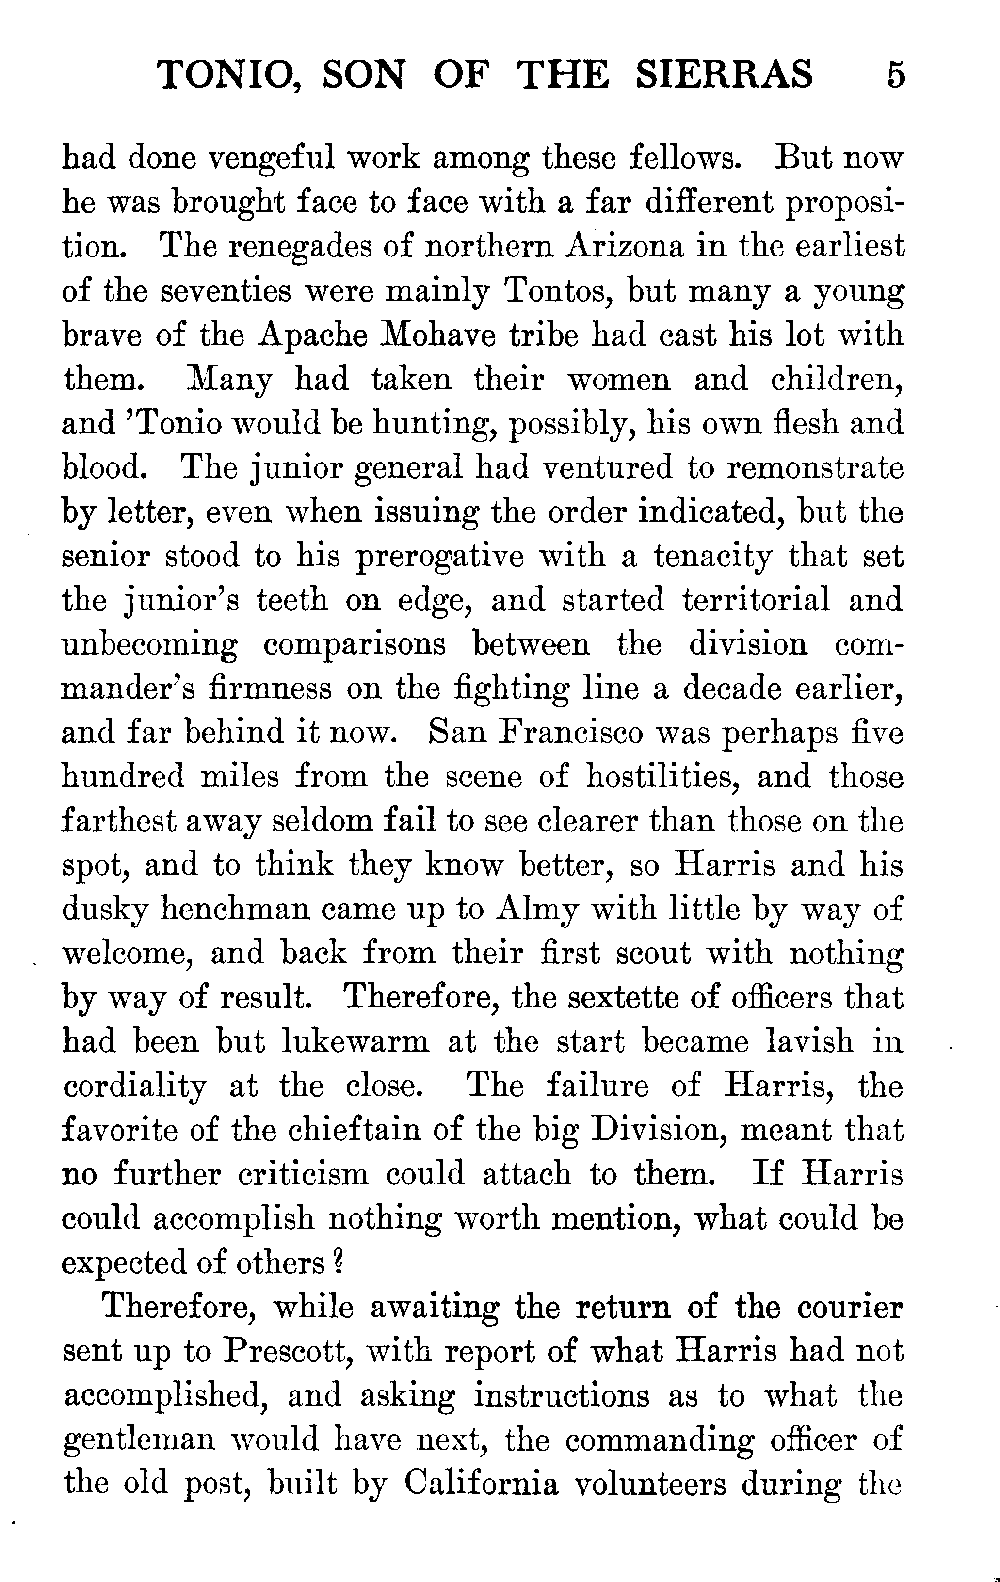 TONIO, SON OF THE SIERRAS 5
had done vengeful work among these fellows. But now
he was brought face to face with a far different proposi-
tion. The renegades of northern Arizona in the earliest
of the seventies were mainly Tontos, but many a young
brave of the Apache Mohave tribe had cast his lot with
them. Many had taken their women and children,
and ’Tonio would be hunting, possibly, his own flesh and
blood. The junior general had ventured to remonstrate
by letter, even when issuing the order indicated, but the
senior stood to his prerogative with a tenacity that set
the junior’s teeth on edge, and started territorial and
unbecoming comparisons between the division com-
mander’s firmness on the fighting line a decade earlier,
and far behind it now. San Francisco was perhaps five
hundred miles from the scene of hostilities, and those
farthest away seldom fail to see clearer than those on the
spot, and to think they know better, so Harris and his
dusky henchman came up to Almy with little by way of
welcome, and back from their first scout with nothing
by way of result. Therefore, the sextette of officers that
had been but lukewarm at the start became lavish in
cordiality at the close. The failure of Harris, the
favorite of the chieftain of the big Division, meant that
no further criticism could attach to them. If Harris
could accomplish nothing worth mention, what could be
expected of others?
Therefore, while awaiting the return of the courier
sent up to Prescott, with report of what Harris had not
accomplished, and asking instructions as to what the
gentleman would have next, the commanding officer of
the old post, built by California volunteers during the